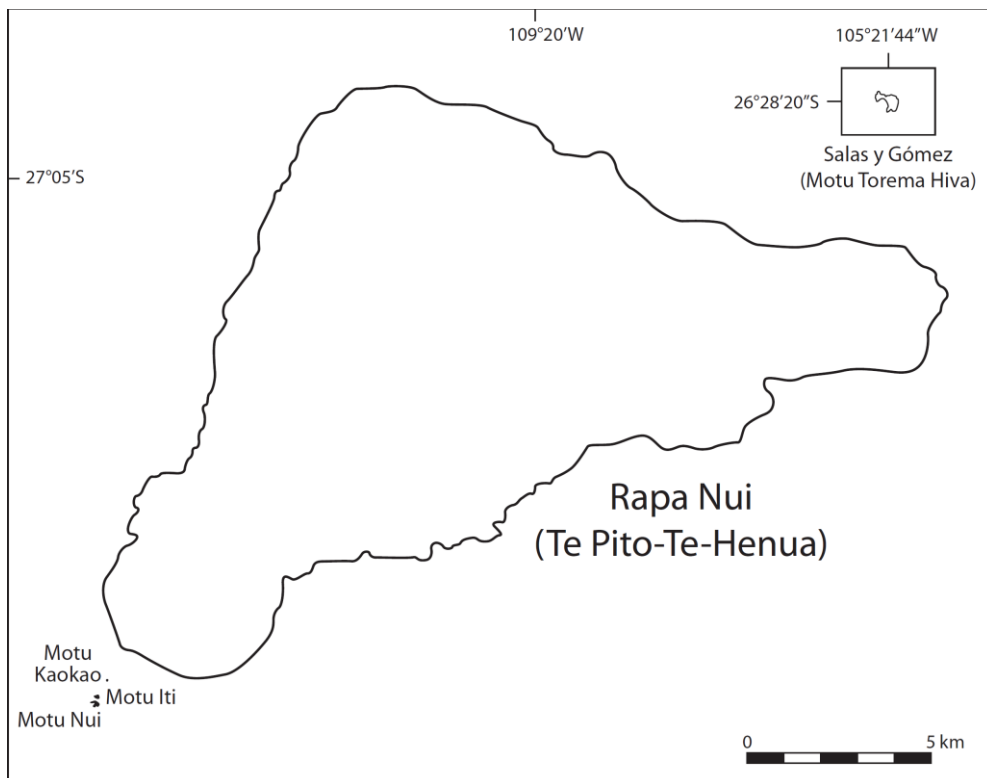 109°20'W
105°21'44"W
26°28'20"S
Salas y Gómez
(Motu Torema Hiva)
27°05'S
Rapa Nui
(Te Pito-Te-Henua)
Motu
Kaokao
Motu Iti
Motu Nui
0 5 km